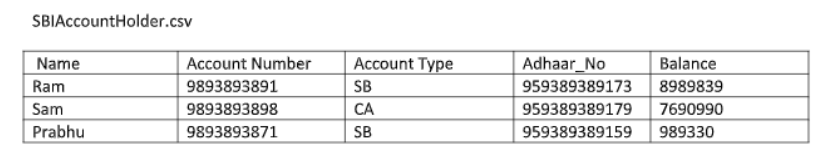 SBIAccountHolder.csv
Name Account Number Account Type Adhaar_No Balance
Ram 9893893891 SB 959389389173 8989839
Sam 9893893898 CA 959389389179 7690990
Prabhu 9893893871 SB 959389389159 989330